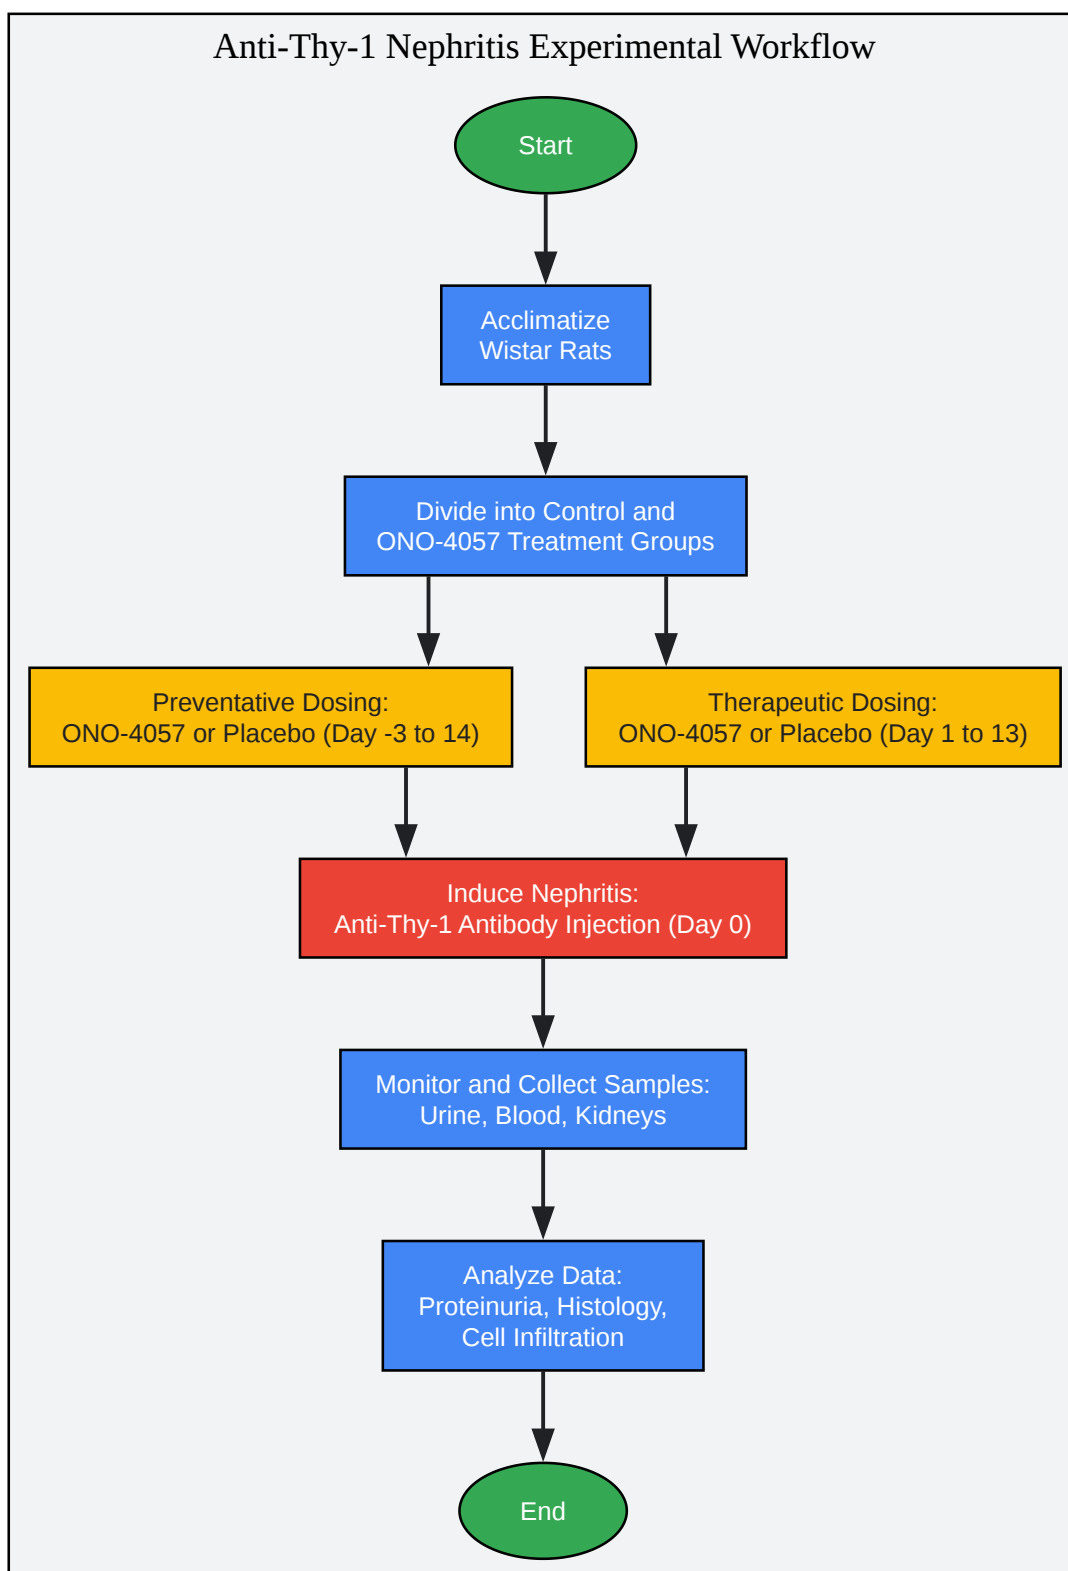 Anti-Thy-1 Nephritis Experimental Workflow
Start
Acclimatize
Wistar Rats
Divide into Control and
ONO-4057 Treatment Groups
Preventative Dosing:
ONO-4057 or Placebo (Day -3 to 14)
Therapeutic Dosing:
ONO-4057 or Placebo (Day 1 to 13)
Induce Nephritis:
Anti-Thy-1 Antibody Injection (Day 0)
Monitor and Collect Samples:
Urine, Blood, Kidneys
Analyze Data:
Proteinuria, Histology,
Cell Infiltration
End